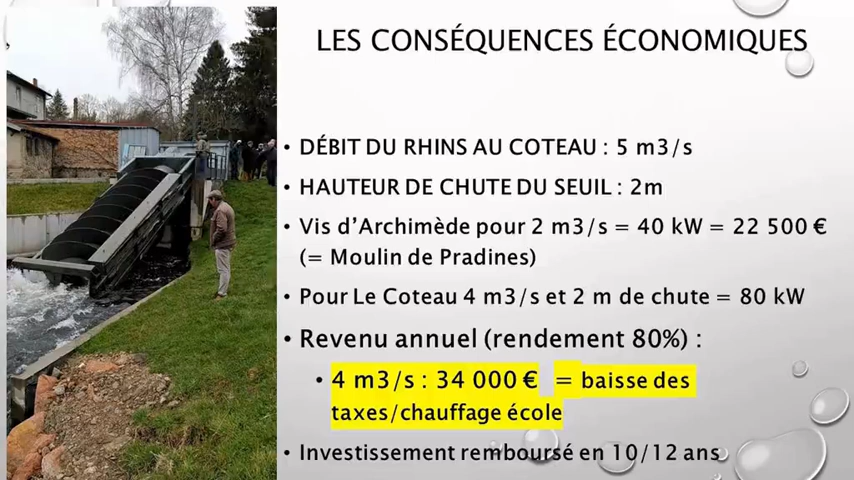 LES CONSÉQUENCES ÉCONOMIQUES
• DÉBIT DU RHINS AU COTEAU : 5 m3/s
• HAUTEUR DE CHUTE DU SEUIL : 2m
• Vis d'Archimède pour 2 m3/s = 40 kW = 22 500 €
(= Moulin de Pradines)
• Pour Le Coteau 4 m3/s et 2 m de chute = 80 kW
• Revenu annuel (rendement 80%) :
• 4 m3/s : 34 000 € = baisse des
taxes/chauffage école
• Investissement remboursé en 10/12 ans